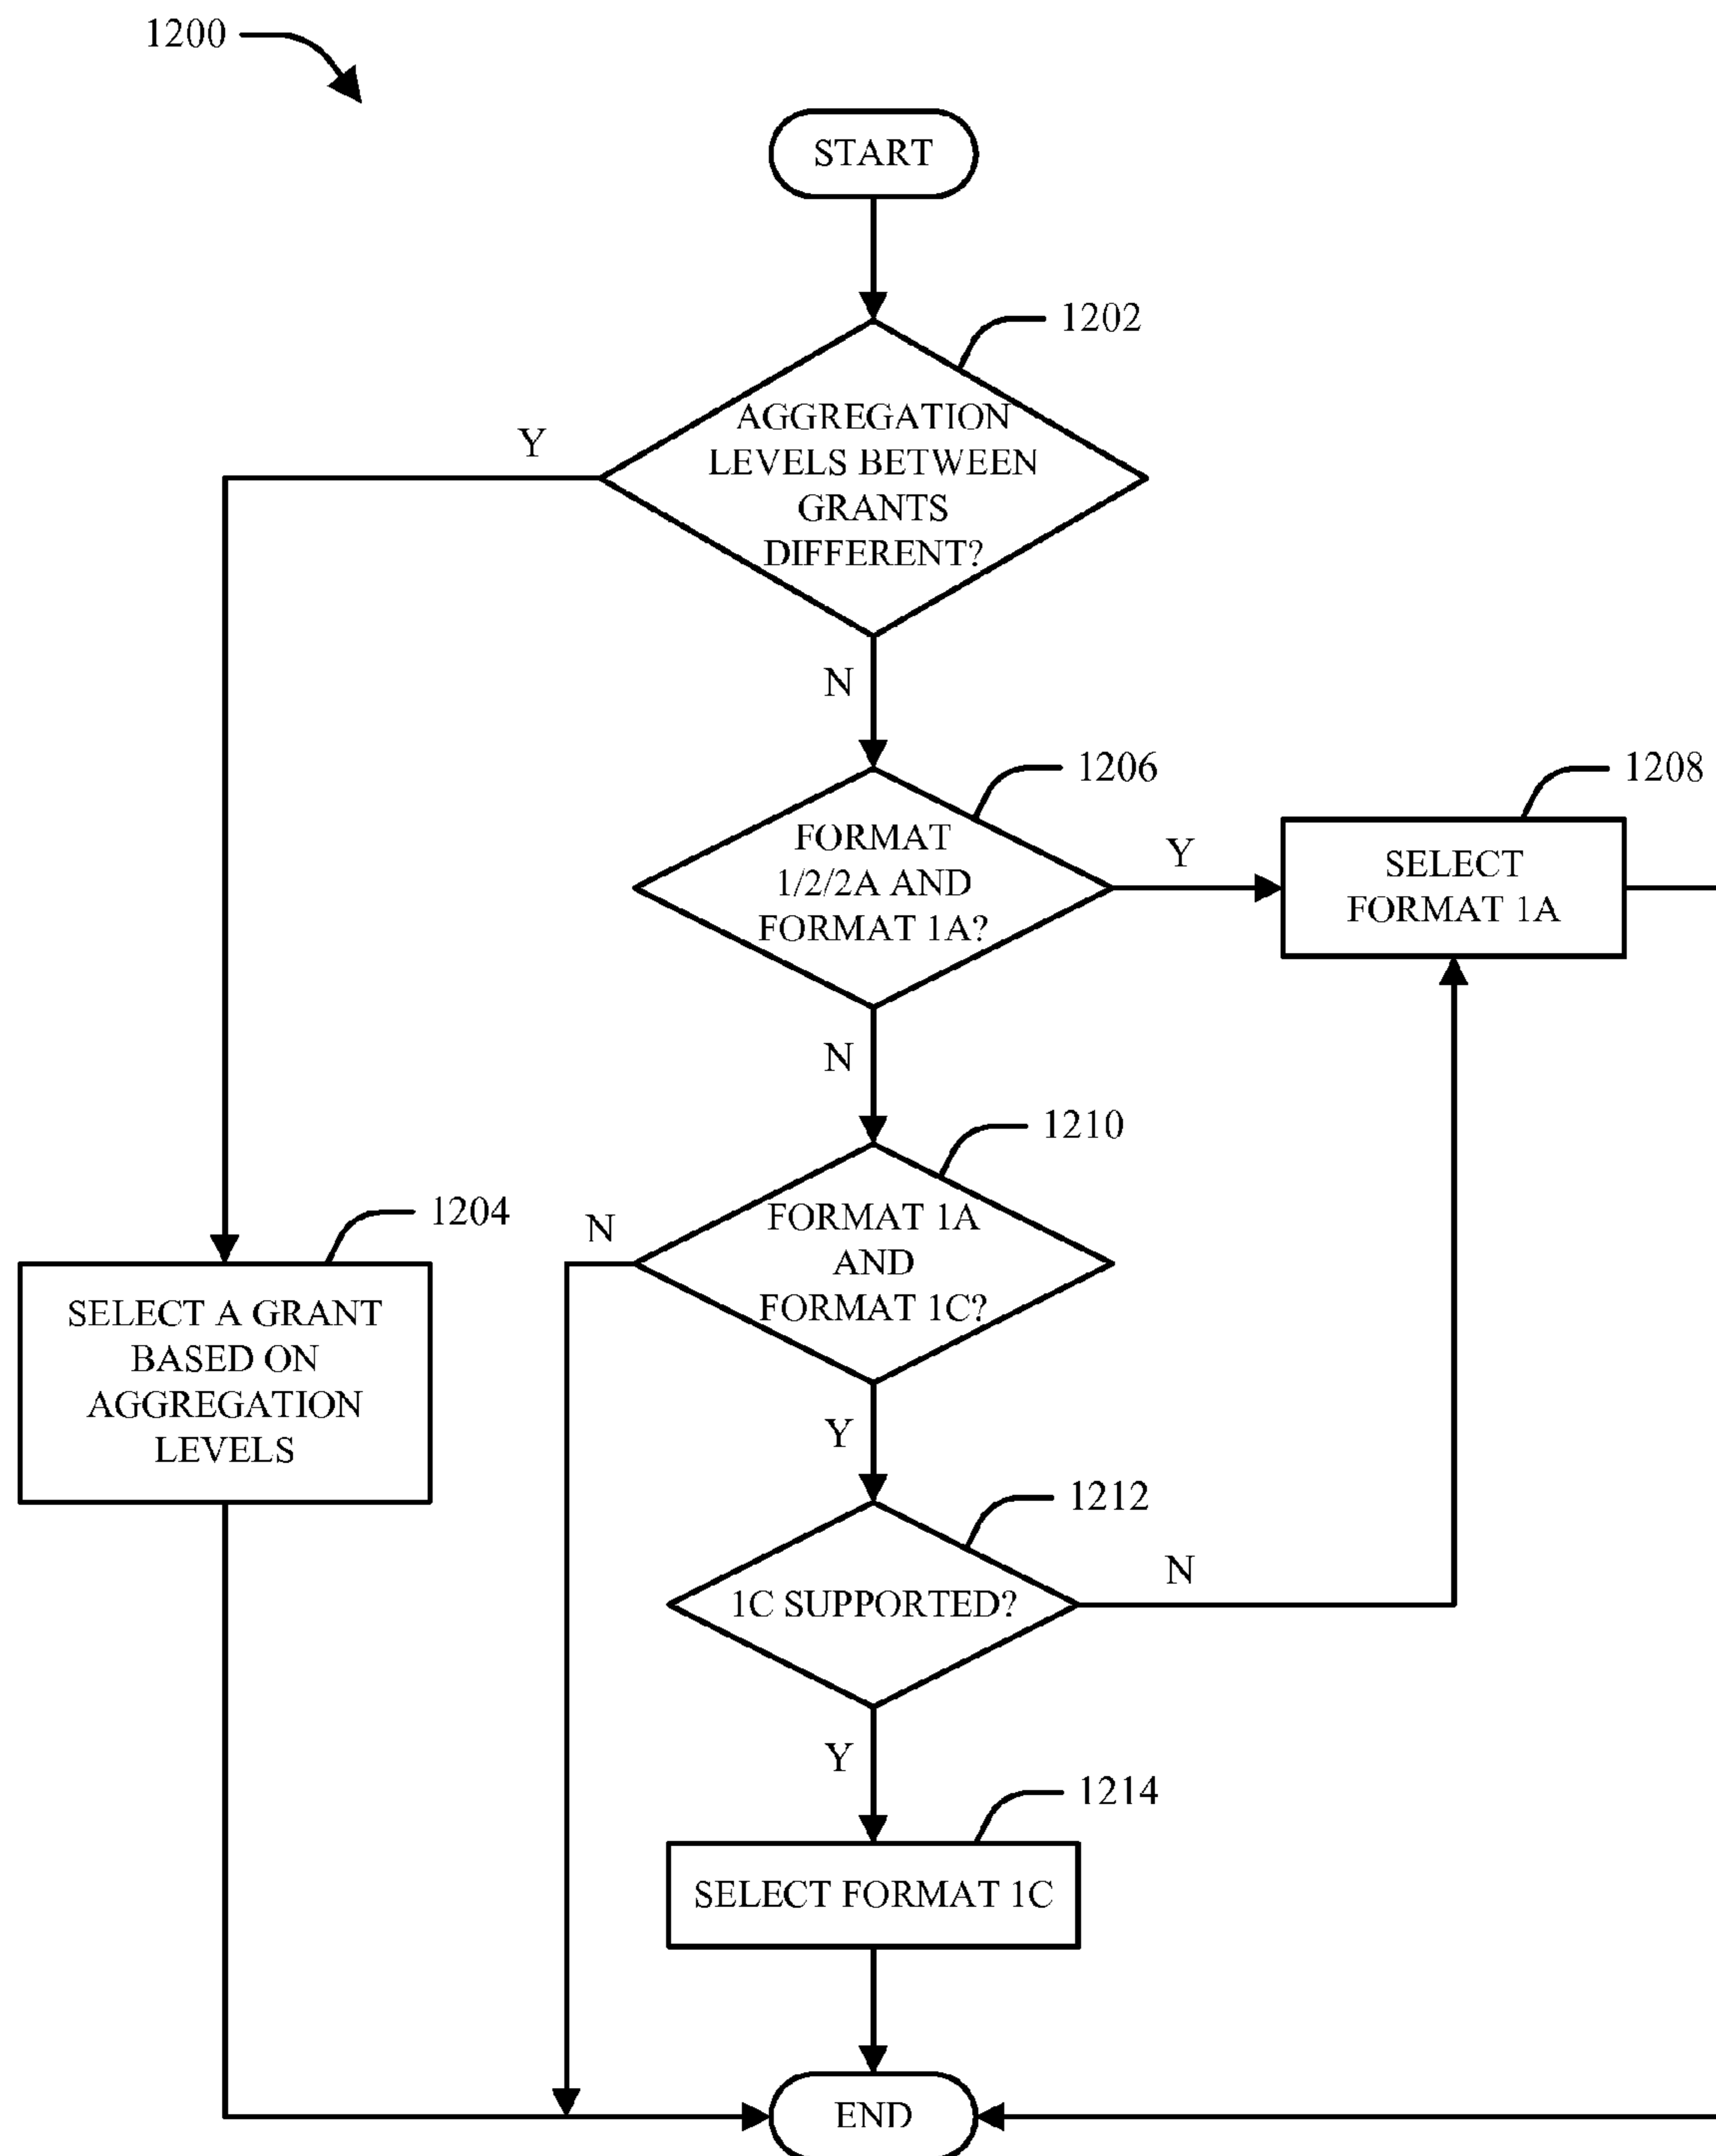 1200
START
1202
AGGREGATION
LEVELS BETWEEN
GRANTS
DIFFERENT?
Y
N
1206
FORMAT
1/2/2A AND
FORMAT 1A?
Y
1208
SELECT
FORMAT 1A
N
1210
FORMAT 1A
AND
FORMAT 1C?
N
1204
SELECT A GRANT
BASED ON
AGGREGATION
LEVELS
Y
1212
1C SUPPORTED?
N
Y
1214
SELECT FORMAT 1C
END